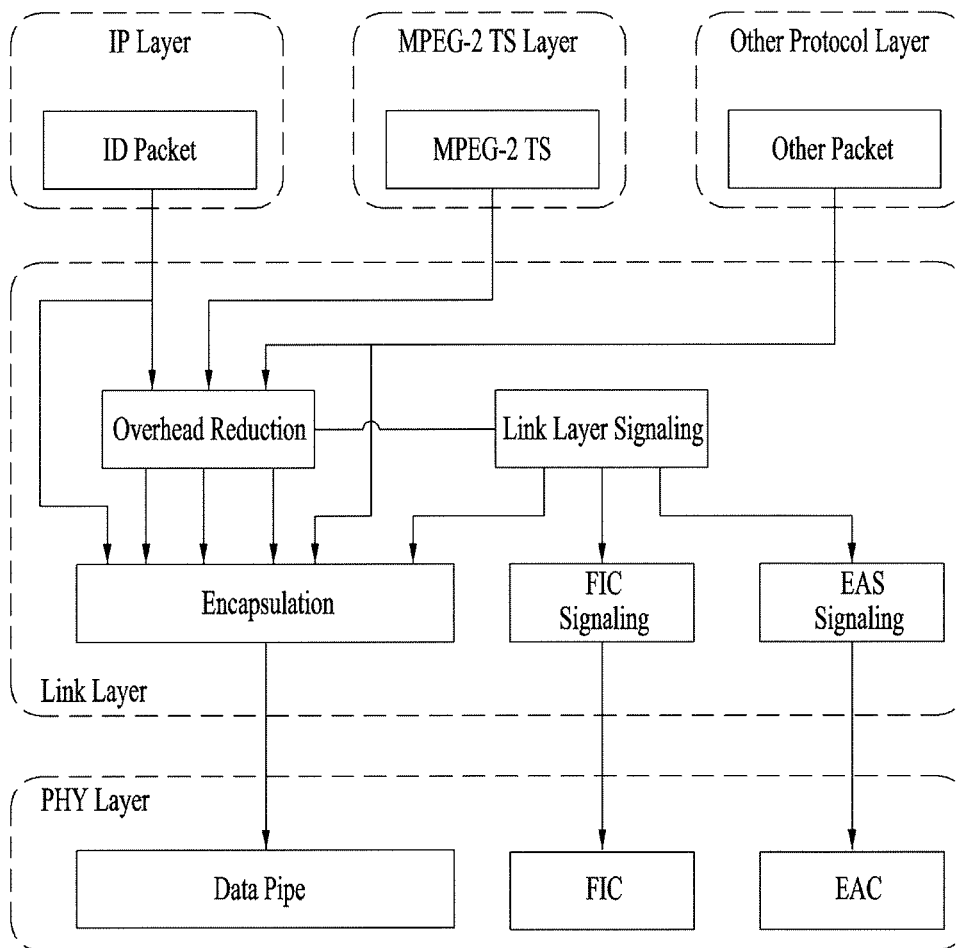 IP Layer
MPEG-2 TS Layer
Other Protocol Layer
ID Packet
MPEG-2 TS
Other Packet
Overhead Reduction
Link Layer Signaling
Encapsulation
FIC
Signaling
EAS
Signaling
Link Layer
PHY Layer
Data Pipe
FIC
EAC